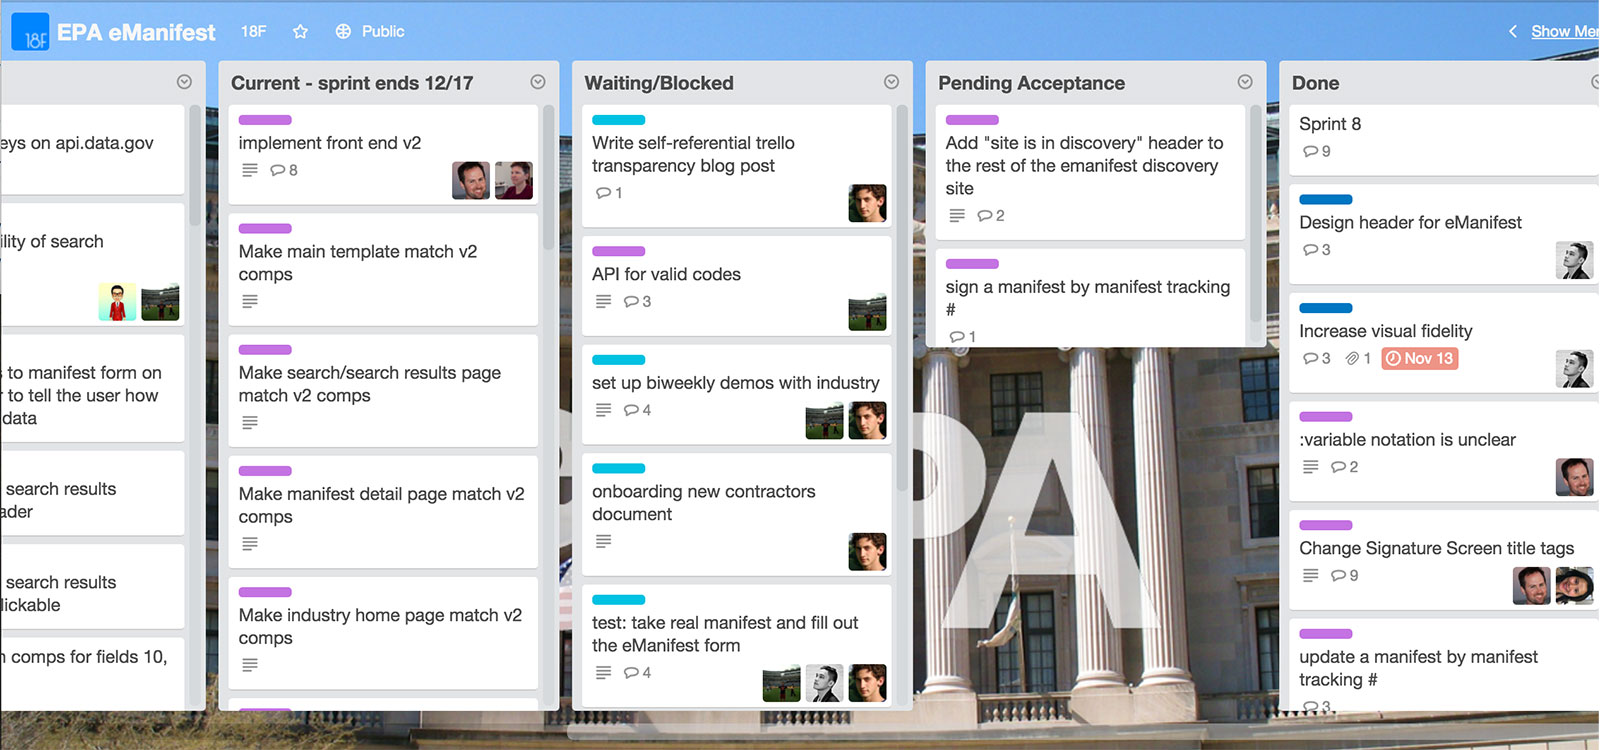 18F
EPA eManifest
18F
Public
Show Me
eys on api.data.gov
ility of search
to manifest form on
to tell the user how
data
search results
ader
search results
lickable
comps for fields 10,
Current - sprint ends 12/17
implement front end v2
8
Make main template match v2
comps
Make search/search results page
match v2 comps
Make manifest detail page match v2
comps
Make industry home page match v2
comps
Waiting/Blocked
Write self-referential trello
transparency blog post
1
API for valid codes
3
set up biweekly demos with industry
4
onboarding new contractors
document
test: take real manifest and fill out
the eManifest form
4
Pending Acceptance
Add "site is in discovery" header to
the rest of the emanifest discovery
site
2
sign a manifest by manifest tracking
#
1
PA
Done
Sprint 8
9
Design header for eManifest
3
Increase visual fidelity
3 1 Nov 13
:variable notation is unclear
2
Change Signature Screen title tags
9
update a manifest by manifest
tracking #
3